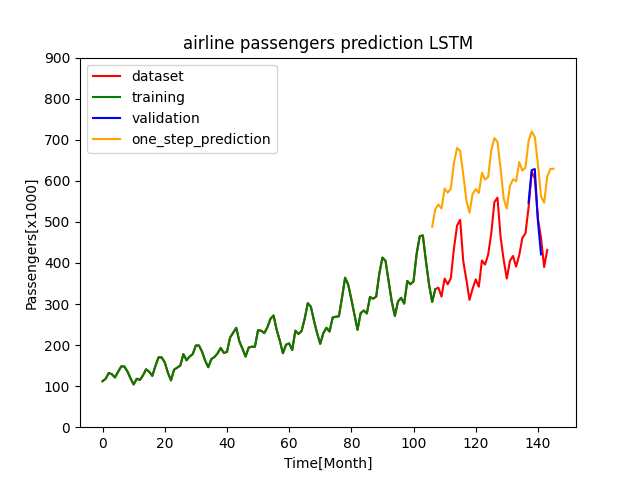 airline passengers prediction LSTM
900
800
700
600
500
400
300
200
100
0
Passengers[x1000]
dataset
training
validation
one_step_prediction
0 20 40 60 80 100 120 140
Time[Month]